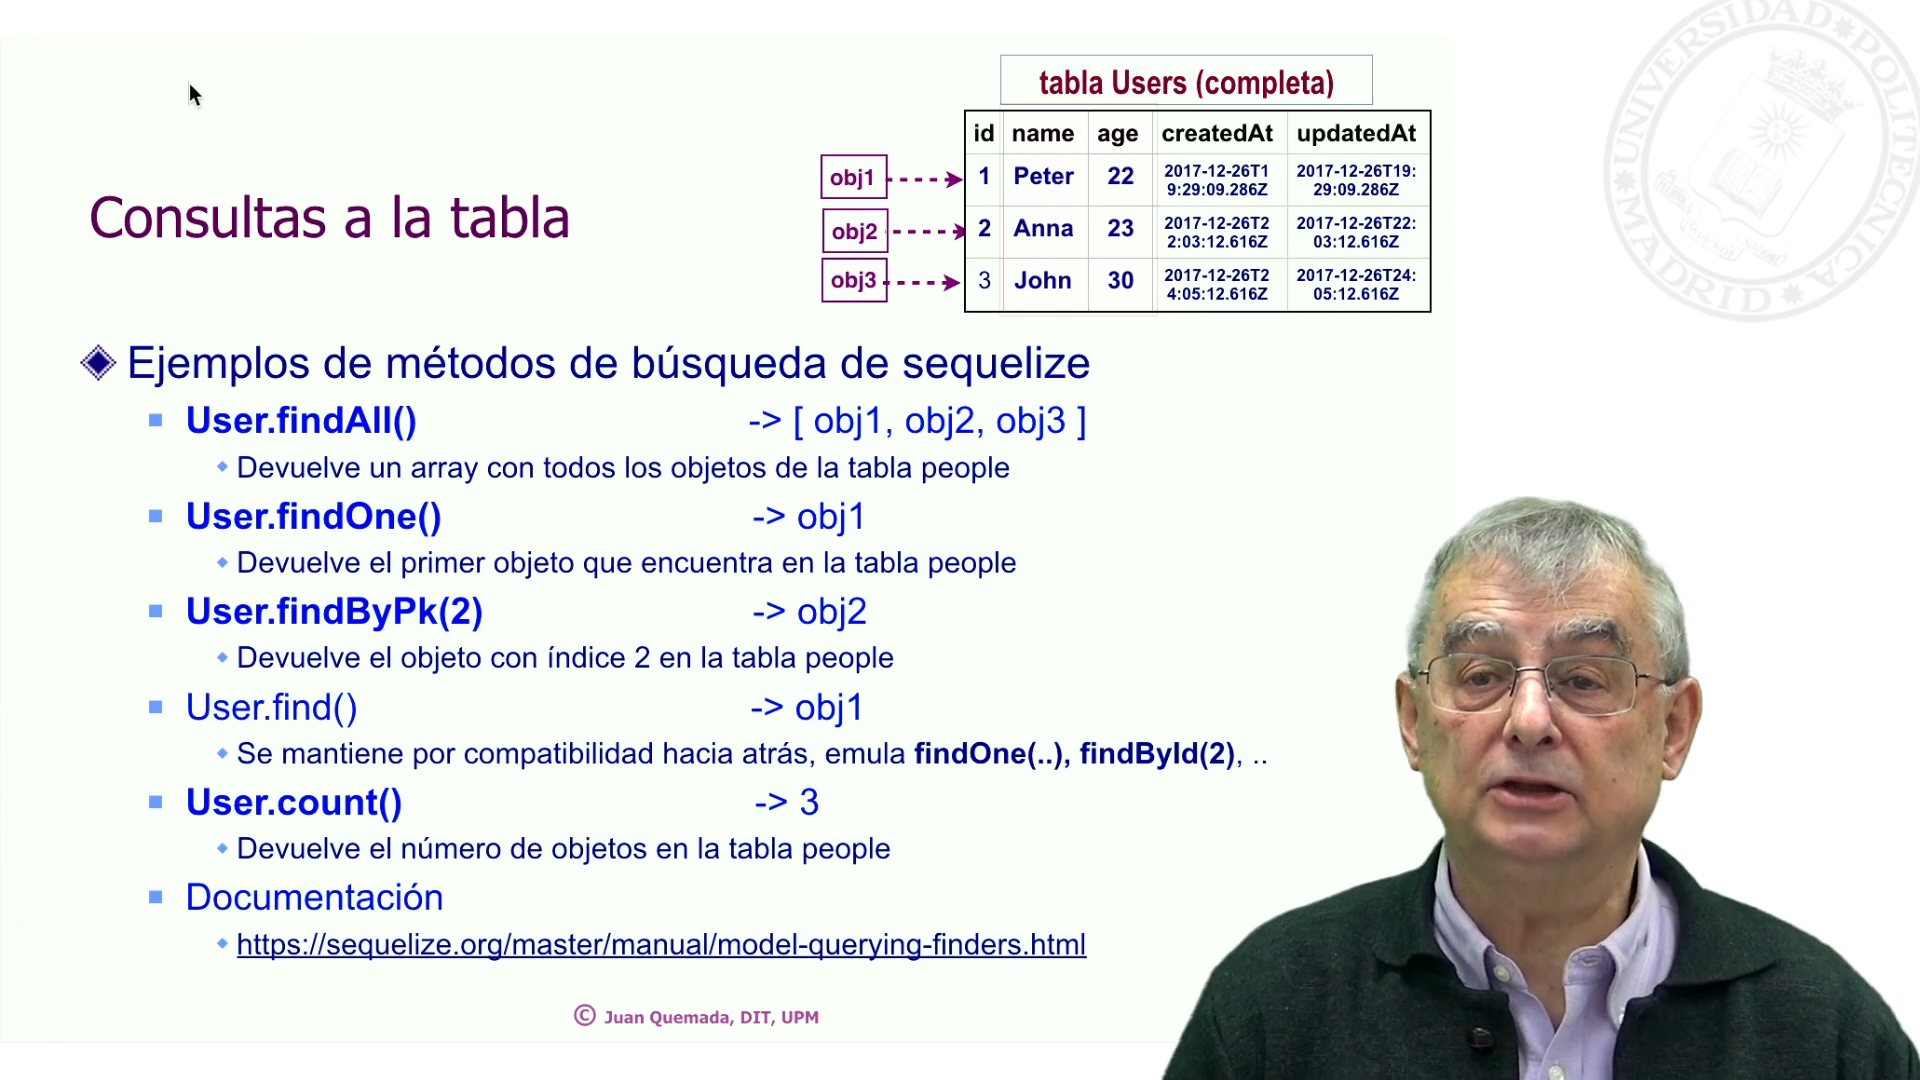 UNIVERSIDAD POLITECNICA
MADRID
tabla Users (completa)
id name age createdAt updatedAt
obj1 1 Peter 22 2017-12-26T1 2017-12-26T19:
9:29:09.286Z 29:09.286Z
obj2 2 Anna 23 2017-12-26T2 2017-12-26T22:
2:03:12.616Z 03:12.616Z
obj3 3 John 30 2017-12-26T2 2017-12-26T24:
4:05:12.616Z 05:12.616Z
Consultas a la tabla
Ejemplos de métodos de búsqueda de sequelize
User.findAll() -> [ obj1, obj2, obj3 ]
Devuelve un array con todos los objetos de la tabla people
User.findOne() -> obj1
Devuelve el primer objeto que encuentra en la tabla people
User.findByPk(2) -> obj2
Devuelve el objeto con índice 2 en la tabla people
User.find() -> obj1
Se mantiene por compatibilidad hacia atrás, emula findOne(..), findById(2), ..
User.count() -> 3
Devuelve el número de objetos en la tabla people
Documentación
https://sequelize.org/master/manual/model-querying-finders.html
© Juan Quemada, DIT, UPM